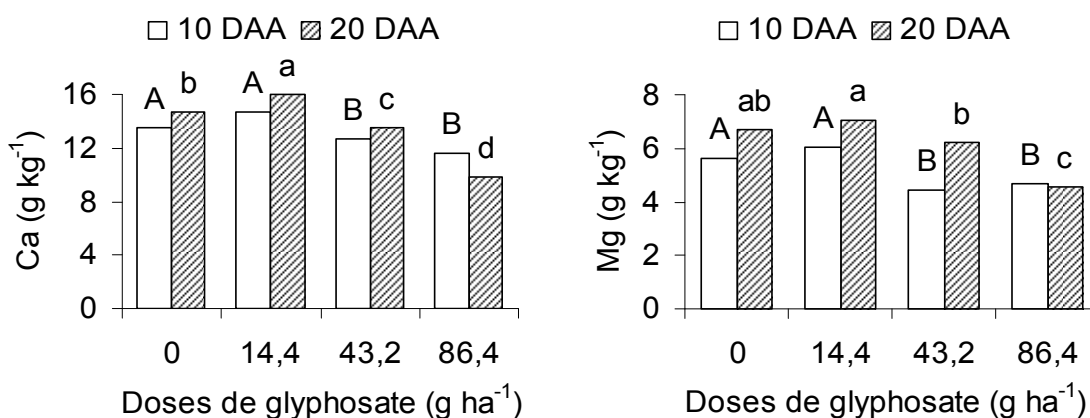 10 DAA 20 DAA
Ca (g kg⁻¹)
16
12
8
4
0
A b A a B c B d
0 14,4 43,2 86,4
Doses de glyphosate (g ha⁻¹)
10 DAA 20 DAA
Mg (g kg⁻¹)
8
6
4
2
0
A ab A a B b B c
0 14,4 43,2 86,4
Doses de glyphosate (g ha⁻¹)